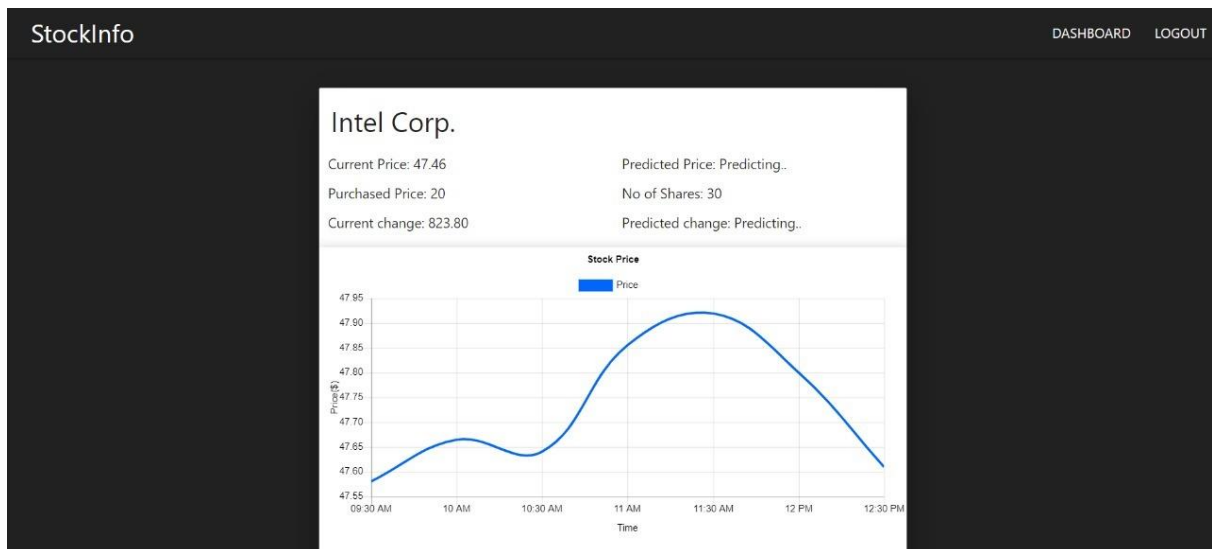 StockInfo
DASHBOARD LOGOUT
Intel Corp.
Current Price: 47.46
Predicted Price: Predicting..
Purchased Price: 20
No of Shares: 30
Current change: 823.80
Predicted change: Predicting..
Stock Price
Price
47.95
47.90
47.85
47.80
47.75
47.70
47.65
47.60
47.55
Price($)
09:30 AM 10 AM 10:30 AM 11 AM 11:30 AM 12 PM 12:30 PM
Time